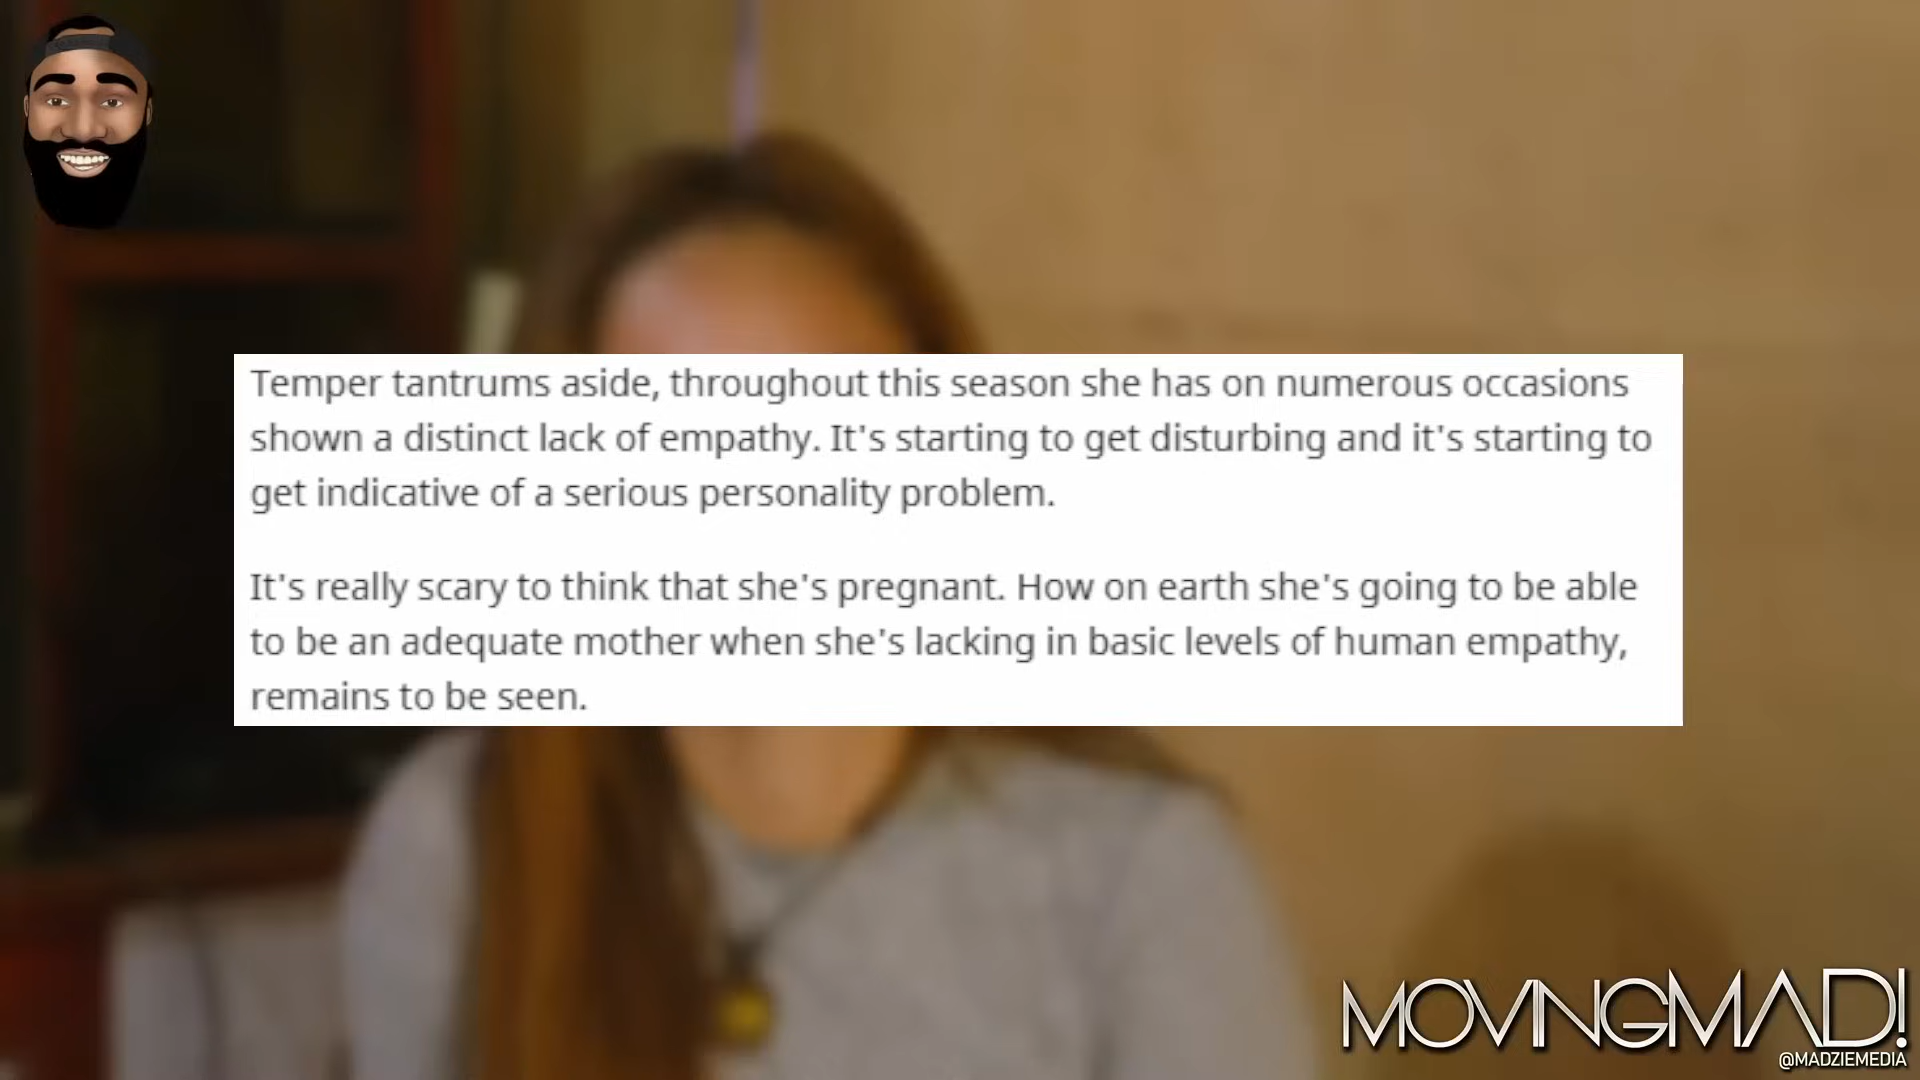 Temper tantrums aside, throughout this season she has on numerous occasions
shown a distinct lack of empathy. It's starting to get disturbing and it's starting to
get indicative of a serious personality problem.
It's really scary to think that she's pregnant. How on earth she's going to be able
to be an adequate mother when she's lacking in basic levels of human empathy,
remains to be seen.
MOVINGMAD!
@MADZIEMEDIA